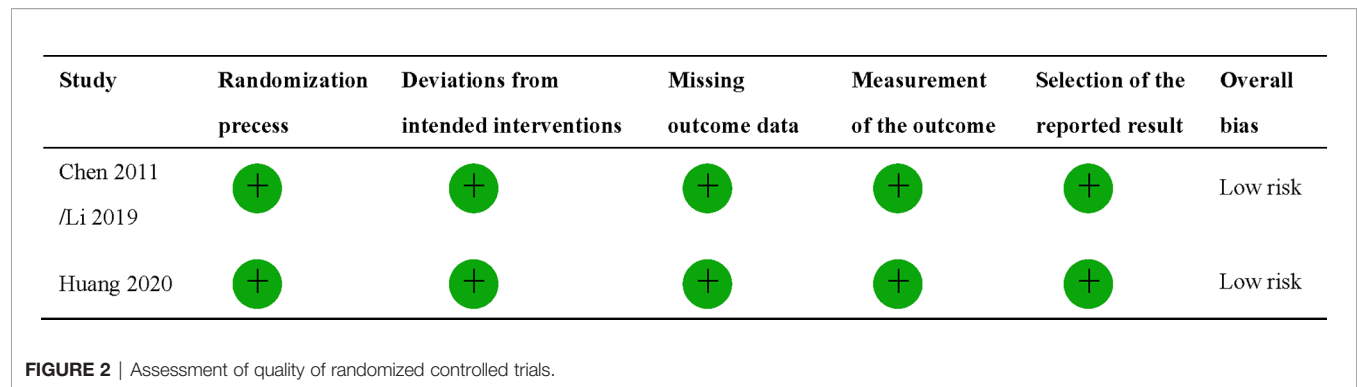 Study Randomization Deviations from Missing Measurement Selection of the Overall
precess intended interventions outcome data of the outcome reported result bias
Chen 2011
+ + + + + Low risk
/Li 2019
Huang 2020 + + + + + Low risk
FIGURE 2 | Assessment of quality of randomized controlled trials.